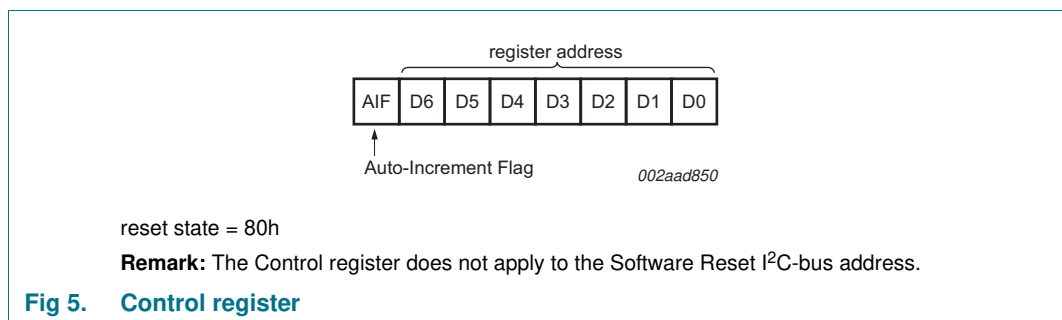 register address
AIF D6 D5 D4 D3 D2 D1 D0
Auto-Increment Flag
002aad850
reset state = 80h
Remark: The Control register does not apply to the Software Reset I²C-bus address.
Fig 5. Control register